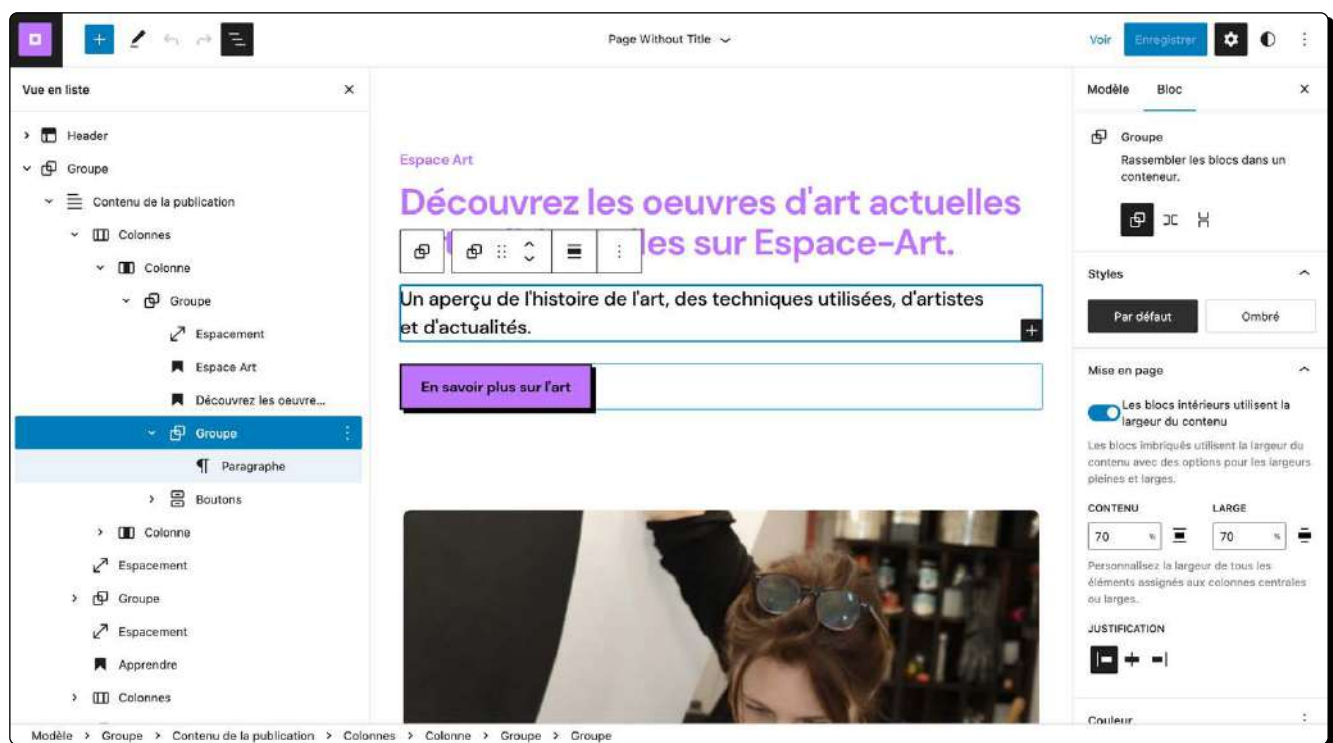 Page Without Title
Voir
Enregistrer
Vue en liste
Header
Groupe
Contenu de la publication
Colonnes
Colonne
Groupe
Espacement
Espace Art
Découvrez les oeuvre...
Groupe
Paragraphe
Boutons
Colonne
Espacement
Groupe
Espacement
Apprendre
Colonnes
Espace Art
Découvrez les oeuvres d'art actuelles
les sur Espace-Art.
Un aperçu de l'histoire de l'art, des techniques utilisées, d'artistes
et d'actualités.
En savoir plus sur l'art
Modèle Bloc
Groupe
Rassembler les blocs dans un
conteneur.
Styles
Par défaut
Ombré
Mise en page
Les blocs intérieurs utilisent la
largeur du contenu
Les blocs imbriqués utilisent la largeur du
contenu avec des options pour les largeurs
pleines et larges.
CONTENU LARGE
70 % 70 %
Personnalisez la largeur de tous les
éléments assignés aux colonnes centrales
ou larges.
JUSTIFICATION
Couleur
Modèle > Groupe > Contenu de la publication > Colonnes > Colonne > Groupe > Groupe